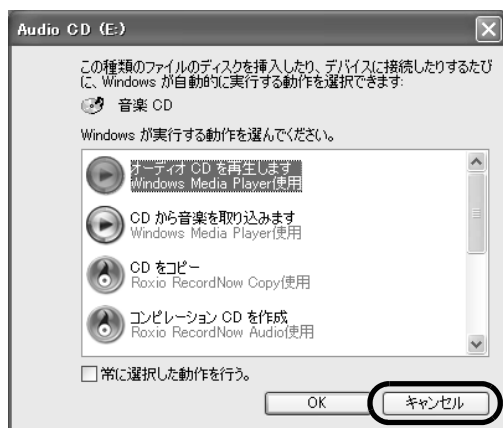 Audio CD (E:)
この種類のファイルのディスクを挿入したり、デバイスに接続したりするたび
に、Windows が自動的に実行する動作を選択できます:
音楽 CD
Windows が実行する動作を選んでください。
オーディオ CD を再生します
Windows Media Player使用
CD から音楽を取り込みます
Windows Media Player使用
CD をコピー
Roxio RecordNow Copy使用
コンピレーション CD を作成
Roxio RecordNow Audio使用
常に選択した動作を行う。
OK
キャンセル